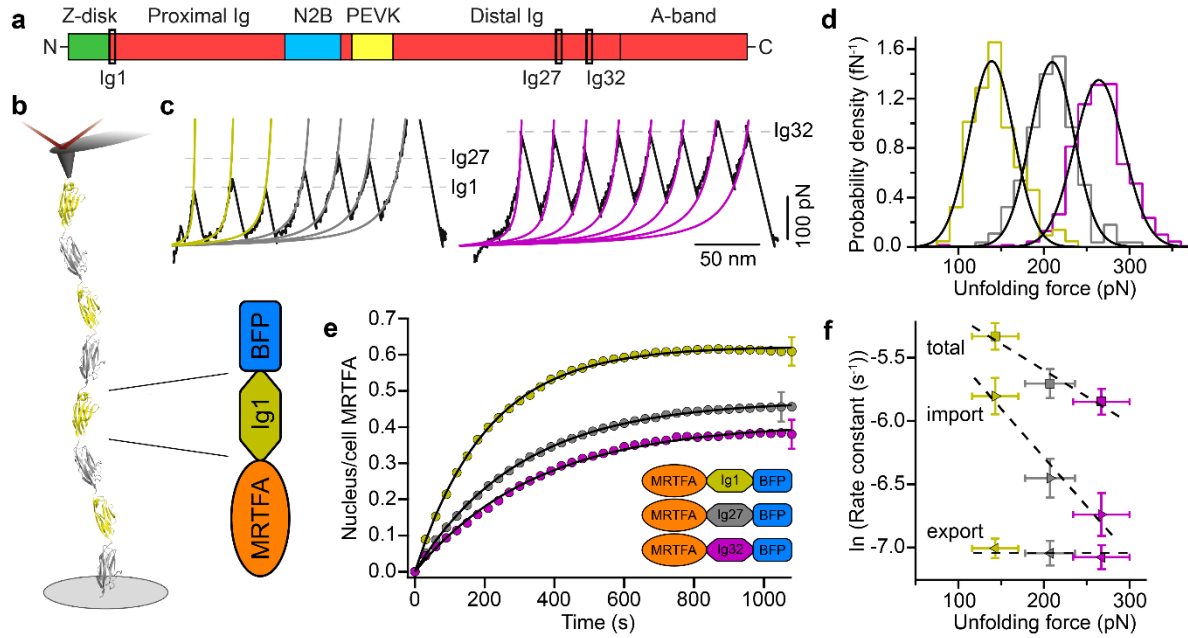 a
Z-disk Proximal Ig N2B PEVK Distal Ig A-band
N C
Ig1 Ig27 Ig32
b
BFP
Ig1
MRTFA
c
Ig27
Ig1
Ig32
100 pN
50 nm
d
Probability density (fN⁻¹)
1.6
1.2
0.8
0.4
0.0
100 200 300
Unfolding force (pN)
e
Nucleus/cell MRTFA
0.7
0.6
0.5
0.4
0.3
0.2
0.1
0.0
0 200 400 600 800 1000
Time (s)
MRTFA Ig1 BFP
MRTFA Ig27 BFP
MRTFA Ig32 BFP
f
ln (Rate constant (s⁻¹))
-5.5
-6.0
-6.5
-7.0
total
import
export
100 200 300
Unfolding force (pN)